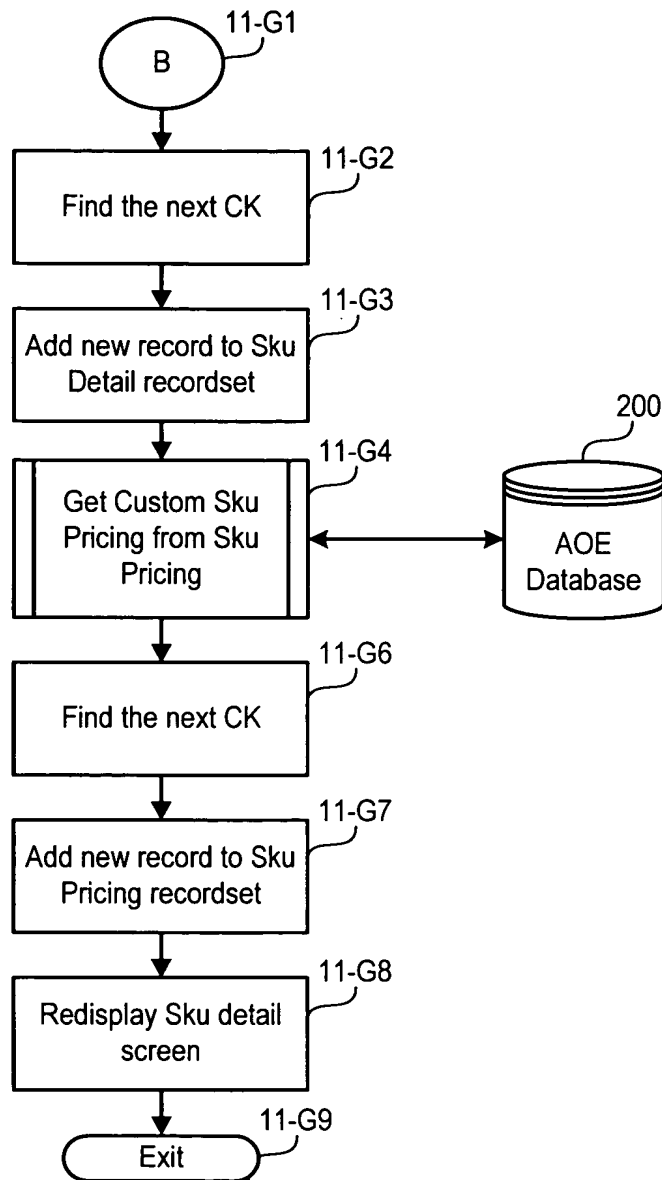 11-G1
B
11-G2
Find the next CK
11-G3
Add new record to Sku
Detail recordset
11-G4
Get Custom Sku
Pricing from Sku
Pricing
200
AOE
Database
11-G6
Find the next CK
11-G7
Add new record to Sku
Pricing recordset
11-G8
Redisplay Sku detail
screen
11-G9
Exit